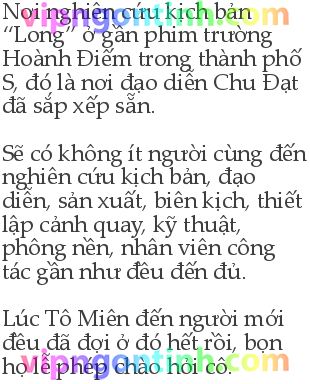 Nơi nghiên cứu kịch bản
“Long” ở gần phim trường
Hoành Điếm trong thành phố
S, đó là nơi đạo diễn Chu Đạt
đã sắp xếp sẵn.
Sẽ có không ít người cùng đến
nghiên cứu kịch bản, đạo
diễn, sản xuất, biên kịch, thiết
lập cảnh quay, kỹ thuật,
phông nền, nhân viên công
tác gần như đều đến đủ.
Lúc Tô Miên đến người mới
đều đã đợi ở đó hết rồi, bọn
họ lễ phép chào hỏi cô.
vipngontinh.com
vipngontinh.com